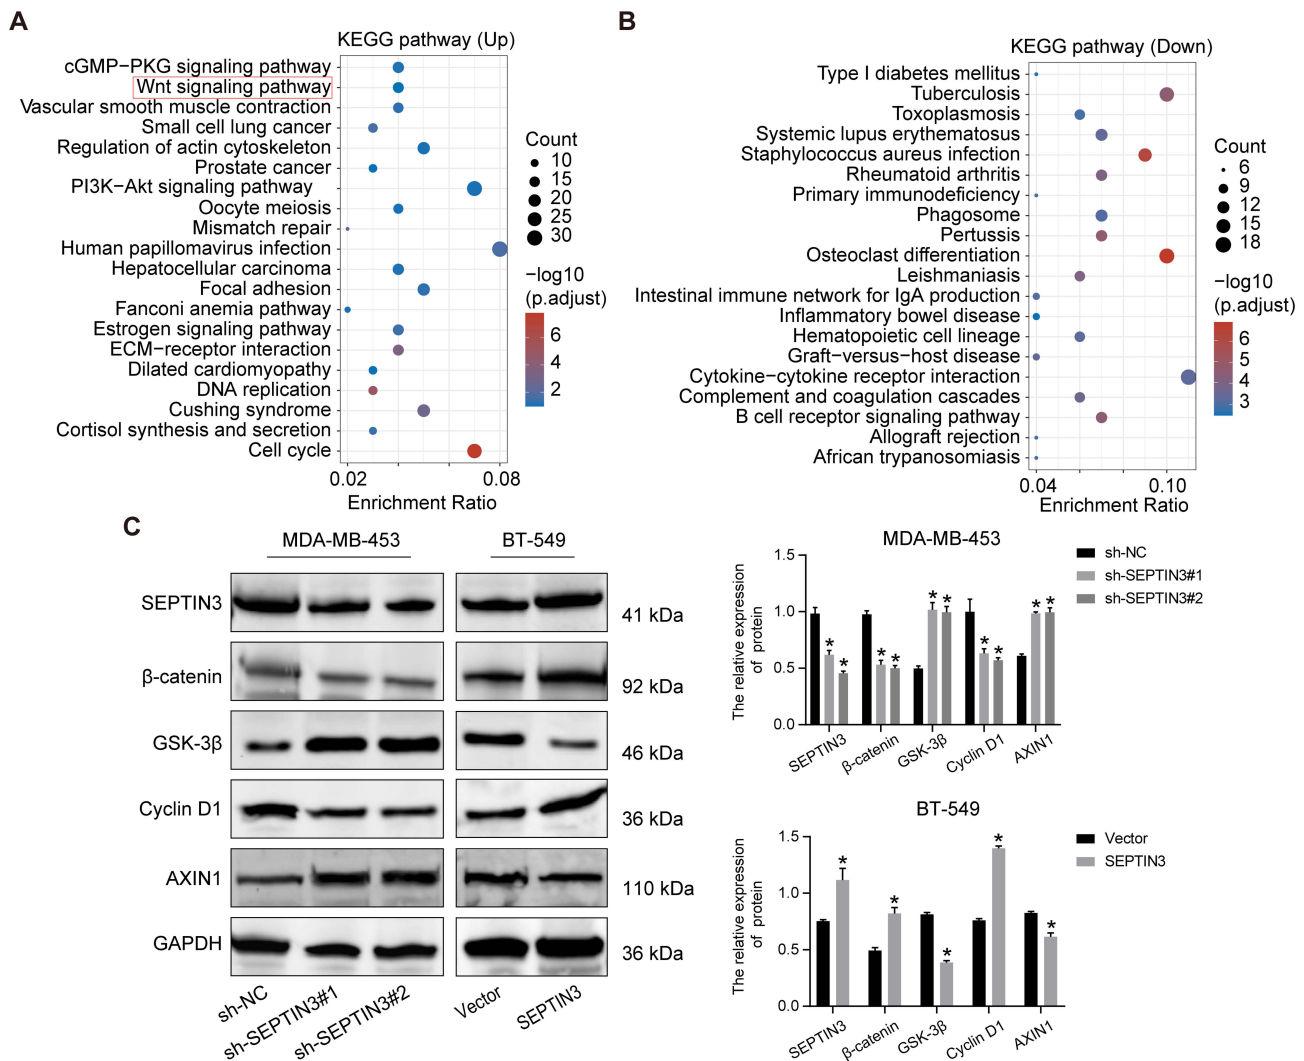 A
KEGG pathway (Up)
cGMP−PKG signaling pathway
Wnt signaling pathway
Vascular smooth muscle contraction
Small cell lung cancer
Regulation of actin cytoskeleton
Prostate cancer
PI3K−Akt signaling pathway
Oocyte meiosis
Mismatch repair
Human papillomavirus infection
Hepatocellular carcinoma
Focal adhesion
Fanconi anemia pathway
Estrogen signaling pathway
ECM−receptor interaction
Dilated cardiomyopathy
DNA replication
Cushing syndrome
Cortisol synthesis and secretion
Cell cycle
0.02 0.08
Enrichment Ratio
Count
10
15
20
25
30
−log10
(p.adjust)
6
4
2
B
KEGG pathway (Down)
Type I diabetes mellitus
Tuberculosis
Toxoplasmosis
Systemic lupus erythematosus
Staphylococcus aureus infection
Rheumatoid arthritis
Primary immunodeficiency
Phagosome
Pertussis
Osteoclast differentiation
Leishmaniasis
Intestinal immune network for IgA production
Inflammatory bowel disease
Hematopoietic cell lineage
Graft−versus−host disease
Cytokine−cytokine receptor interaction
Complement and coagulation cascades
B cell receptor signaling pathway
Allograft rejection
African trypanosomiasis
0.04 0.10
Enrichment Ratio
Count
6
9
12
15
18
−log10
(p.adjust)
6
5
4
3
C
MDA-MB-453 BT-549
SEPTIN3 41 kDa
β-catenin 92 kDa
GSK-3β 46 kDa
Cyclin D1 36 kDa
AXIN1 110 kDa
GAPDH 36 kDa
sh-NC sh-SEPTIN3#1 sh-SEPTIN3#2 Vector SEPTIN3
MDA-MB-453
The relative expression
of protein
1.5
1.0
0.5
0.0
* * * * * * * * * *
SEPTIN3 β-catenin GSK-3β Cyclin D1 AXIN1
sh-NC
sh-SEPTIN3#1
sh-SEPTIN3#2
BT-549
The relative expression
of protein
1.5
1.0
0.5
0.0
* * * * *
SEPTIN3 β-catenin GSK-3β Cyclin D1 AXIN1
Vector
SEPTIN3